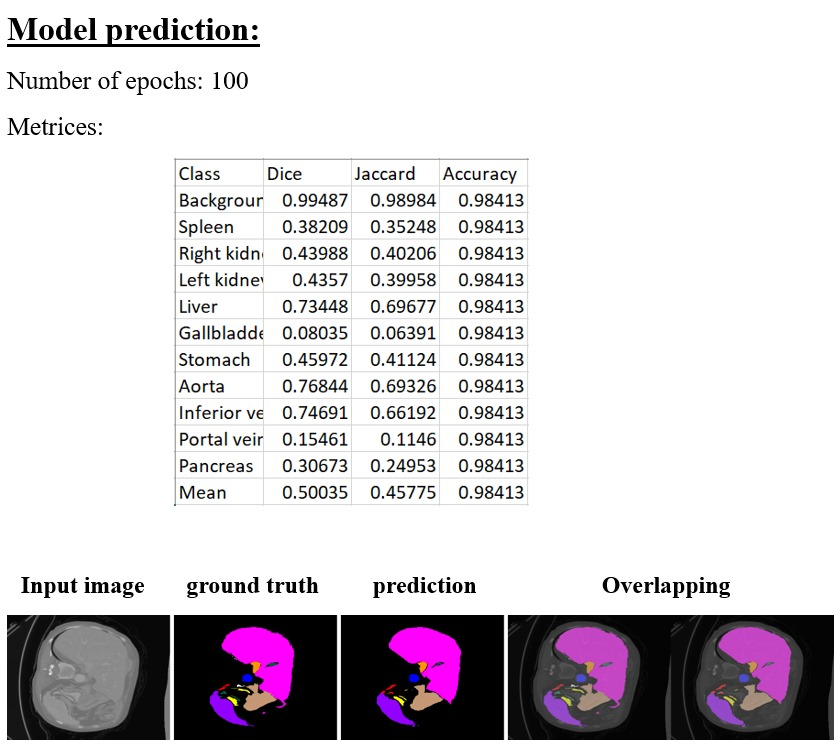 Model prediction:
Number of epochs: 100
Metrices:
Class Dice Jaccard Accuracy
Backgroun 0.99487 0.98984 0.98413
Spleen 0.38209 0.35248 0.98413
Right kidn 0.43988 0.40206 0.98413
Left kidney 0.4357 0.39958 0.98413
Liver 0.73448 0.69677 0.98413
Gallbladde 0.08035 0.06391 0.98413
Stomach 0.45972 0.41124 0.98413
Aorta 0.76844 0.69326 0.98413
Inferior ve 0.74691 0.66192 0.98413
Portal vein 0.15461 0.1146 0.98413
Pancreas 0.30673 0.24953 0.98413
Mean 0.50035 0.45775 0.98413
Input image ground truth prediction Overlapping